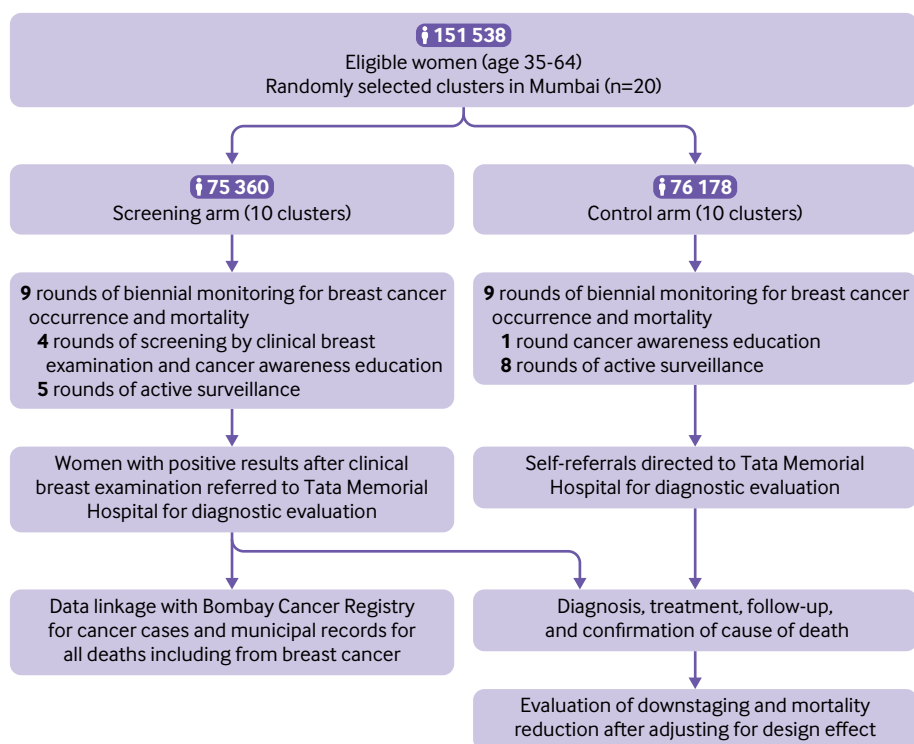 151 538
Eligible women (age 35-64)
Randomly selected clusters in Mumbai (n=20)
75 360
Screening arm (10 clusters)
76 178
Control arm (10 clusters)
9 rounds of biennial monitoring for breast cancer
occurrence and mortality
4 rounds of screening by clinical breast
examination and cancer awareness education
5 rounds of active surveillance
9 rounds of biennial monitoring for breast cancer
occurrence and mortality
1 round cancer awareness education
8 rounds of active surveillance
Women with positive results after clinical
breast examination referred to Tata Memorial
Hospital for diagnostic evaluation
Self-referrals directed to Tata Memorial
Hospital for diagnostic evaluation
Data linkage with Bombay Cancer Registry
for cancer cases and municipal records for
all deaths including from breast cancer
Diagnosis, treatment, follow-up,
and confirmation of cause of death
Evaluation of downstaging and mortality
reduction after adjusting for design effect